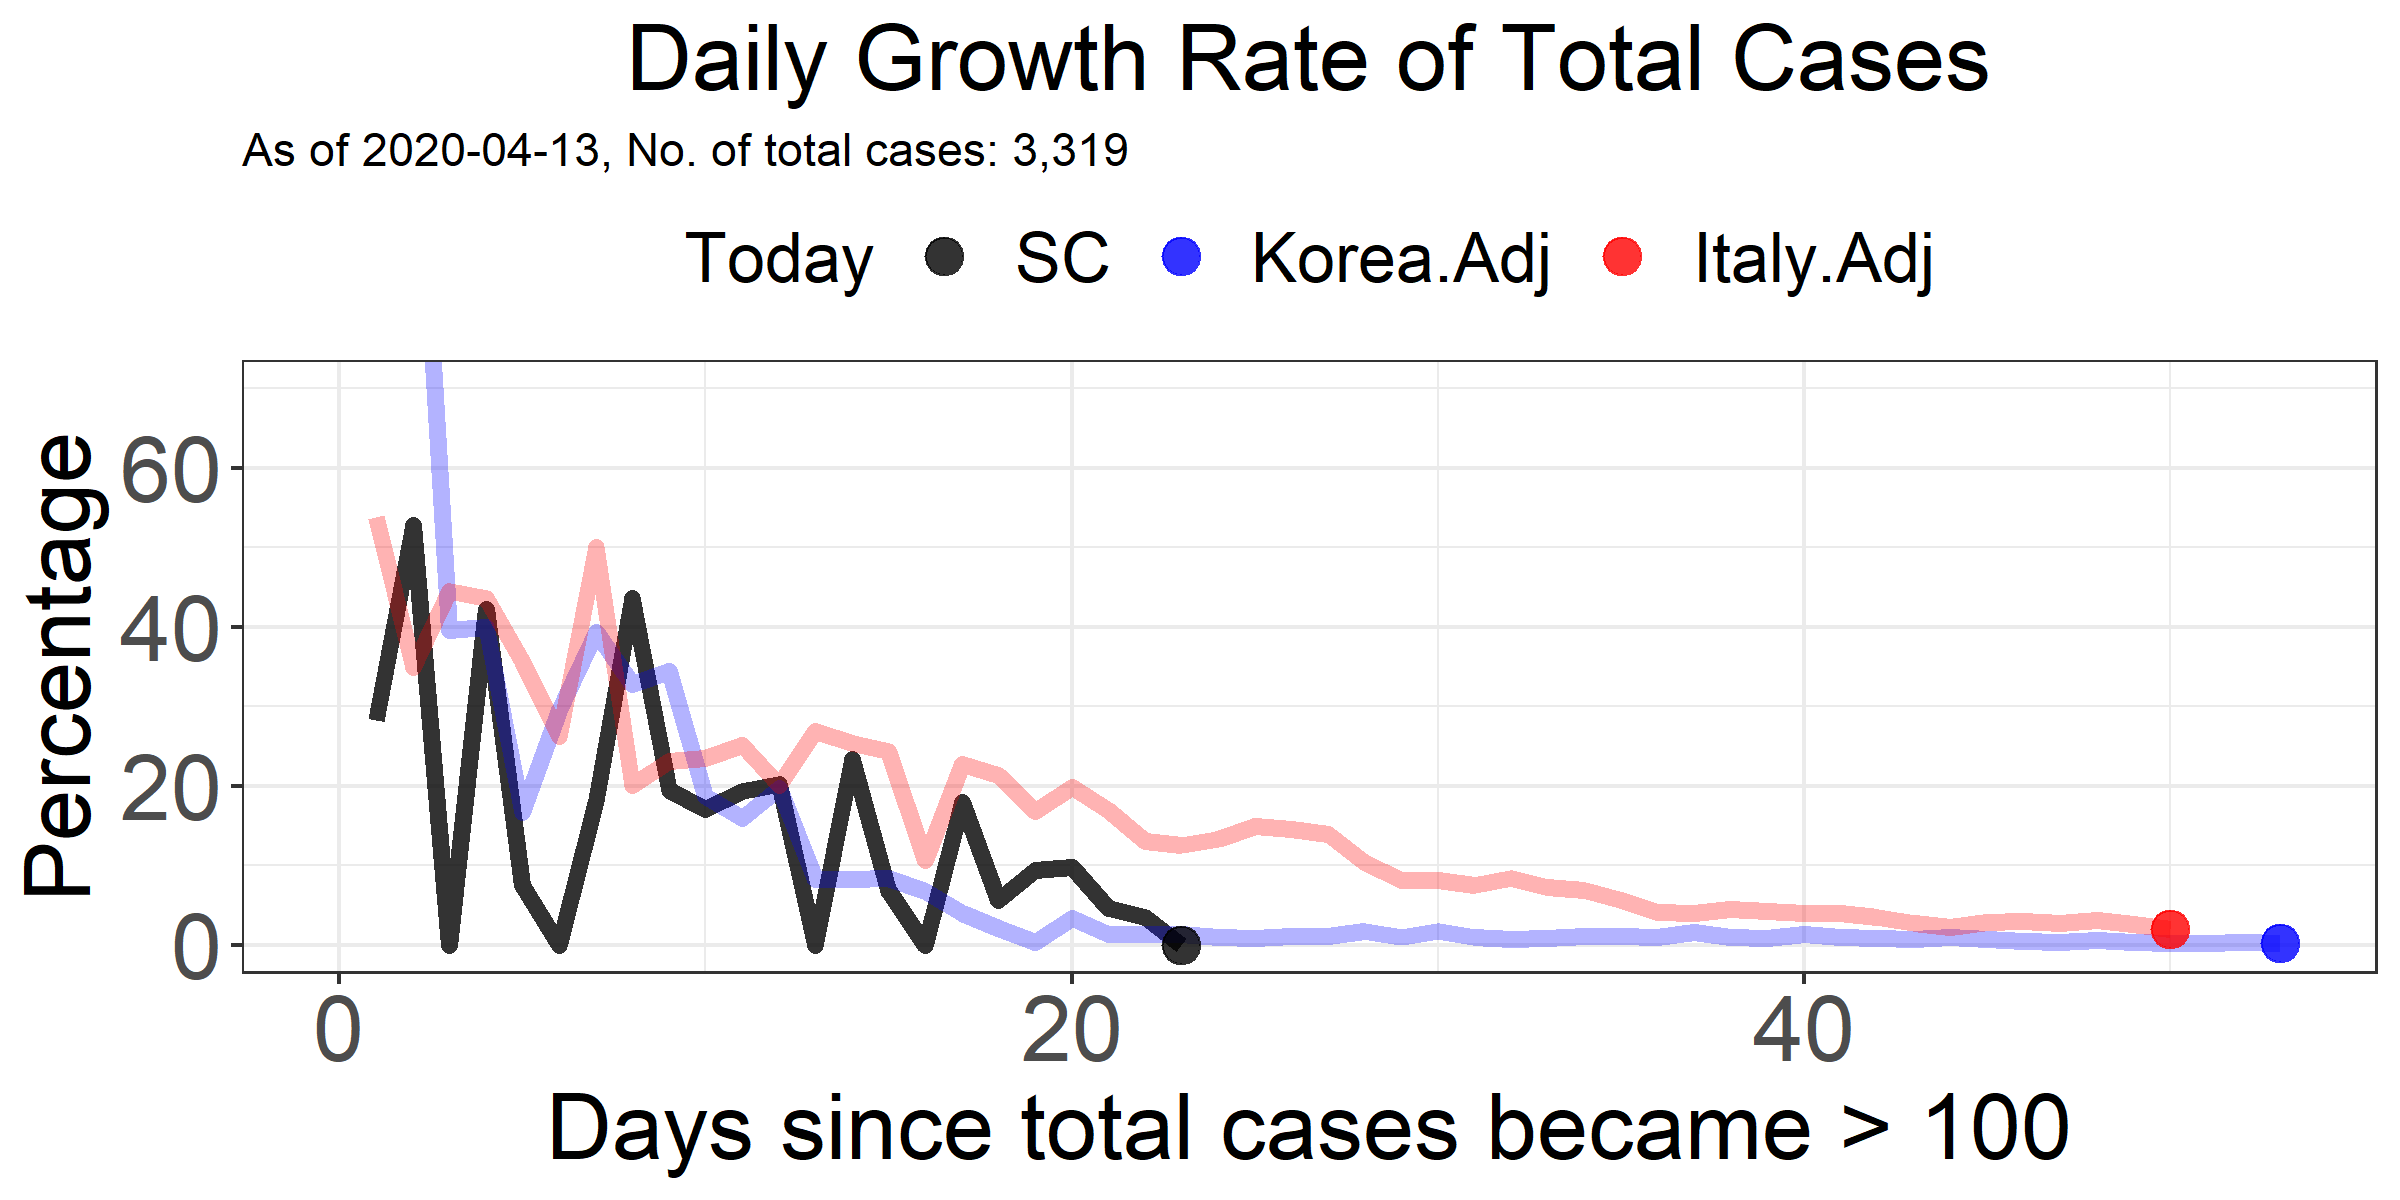 Daily Growth Rate of Total Cases
As of 2020-04-13, No. of total cases: 3,319
Today SC Korea.Adj Italy.Adj
Percentage
60
40
20
0
0 20 40
Days since total cases became > 100